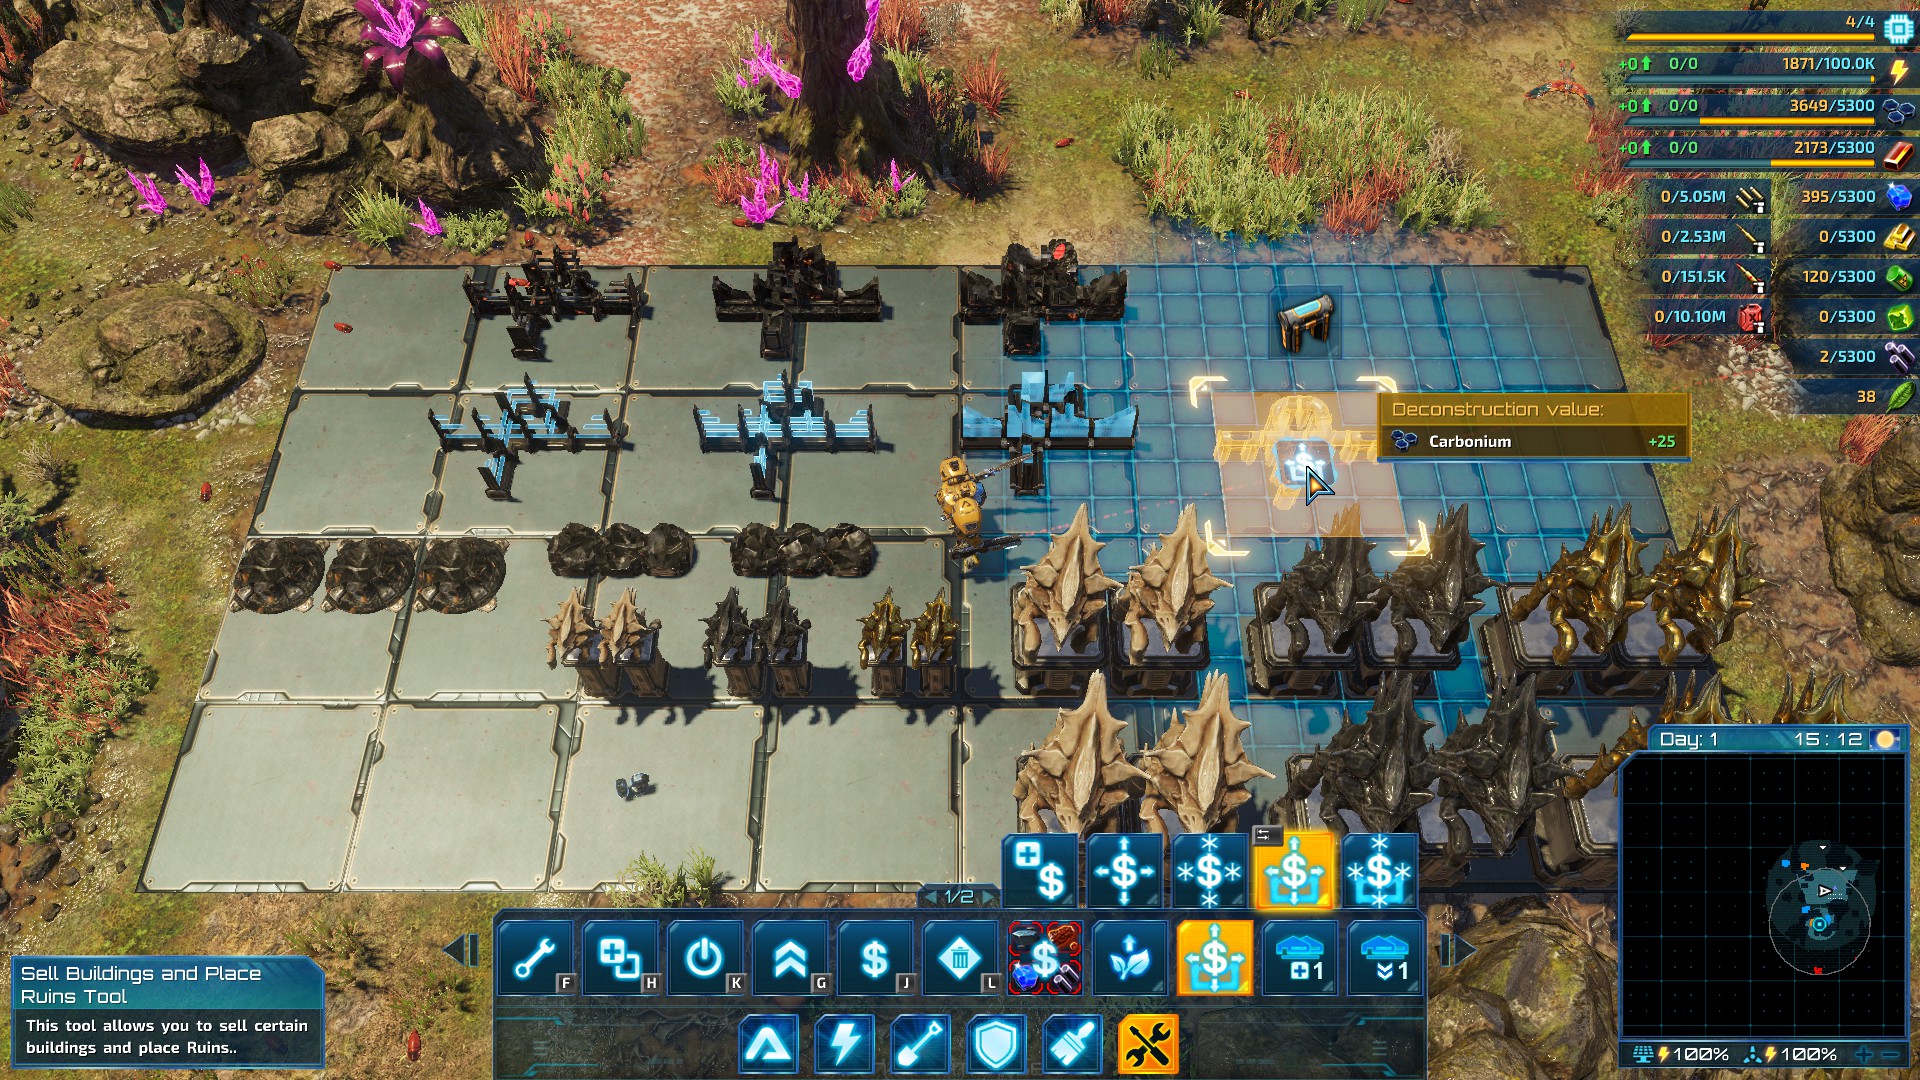 4/4
+0 0/0 1871/100.0K
+0 0/0 3649/5300
+0 0/0 2173/5300
0/5.05M 395/5300
0/2.53M 0/5300
0/151.5K 120/5300
0/10.10M 0/5300
2/5300
38
Deconstruction value:
Carbonium +25
Day: 1 15:12
1/2
F
H
K
G
J
L
1
1
Sell Buildings and Place
Ruins Tool
This tool allows you to sell certain
buildings and place Ruins..
100% 100%